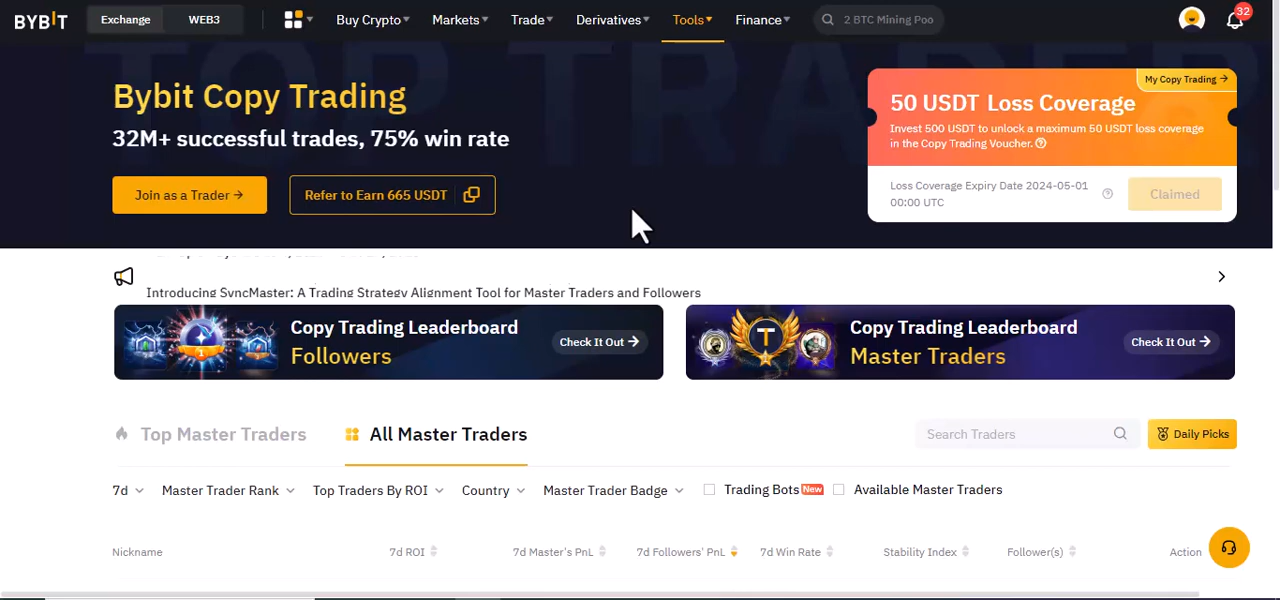 BYBIT Exchange WEB3 Buy Crypto Markets Trade Derivatives Tools Finance 2 BTC Mining Poo 32
My Copy Trading →
Bybit Copy Trading
32M+ successful trades, 75% win rate
Join as a Trader →
Refer to Earn 665 USDT
50 USDT Loss Coverage
Invest 500 USDT to unlock a maximum 50 USDT loss coverage
in the Copy Trading Voucher.
Loss Coverage Expiry Date 2024-05-01
00:00 UTC
Claimed
Introducing SyncMaster: A Trading Strategy Alignment Tool for Master Traders and Followers
Copy Trading Leaderboard
Followers
Check It Out →
Copy Trading Leaderboard
Master Traders
Check It Out →
Top Master Traders All Master Traders Search Traders Daily Picks
7d Master Trader Rank Top Traders By ROI Country Master Trader Badge Trading Bots New Available Master Traders
Nickname 7d ROI 7d Master's PnL 7d Followers' PnL 7d Win Rate Stability Index Follower(s) Action